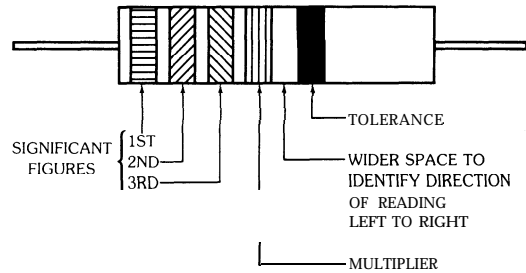 SIGNIFICANT
FIGURES
1ST
2ND
3RD
TOLERANCE
WIDER SPACE TO
IDENTIFY DIRECTION
OF READING
LEFT TO RIGHT
MULTIPLIER